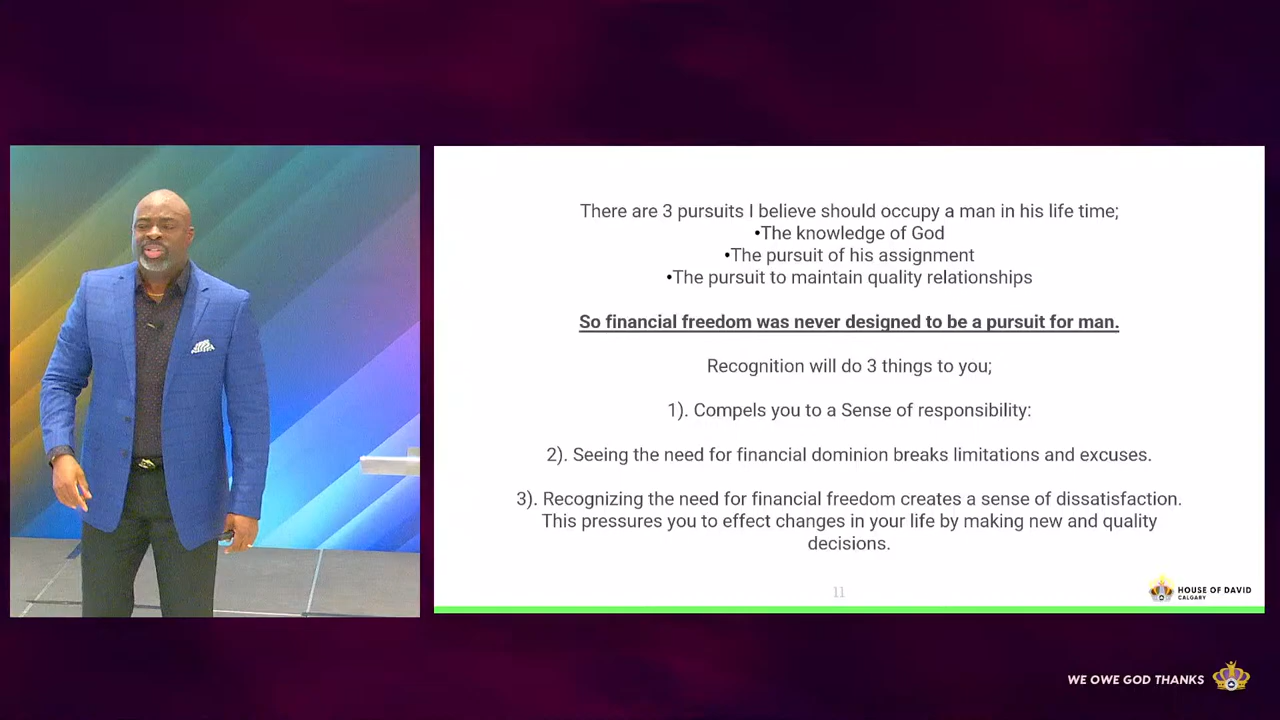 There are 3 pursuits I believe should occupy a man in his life time;
•The knowledge of God
•The pursuit of his assignment
•The pursuit to maintain quality relationships
So financial freedom was never designed to be a pursuit for man.
Recognition will do 3 things to you;
1). Compels you to a Sense of responsibility:
2). Seeing the need for financial dominion breaks limitations and excuses.
3). Recognizing the need for financial freedom creates a sense of dissatisfaction.
This pressures you to effect changes in your life by making new and quality
decisions.
11
HOUSE OF DAVID
CALGARY
WE OWE GOD THANKS